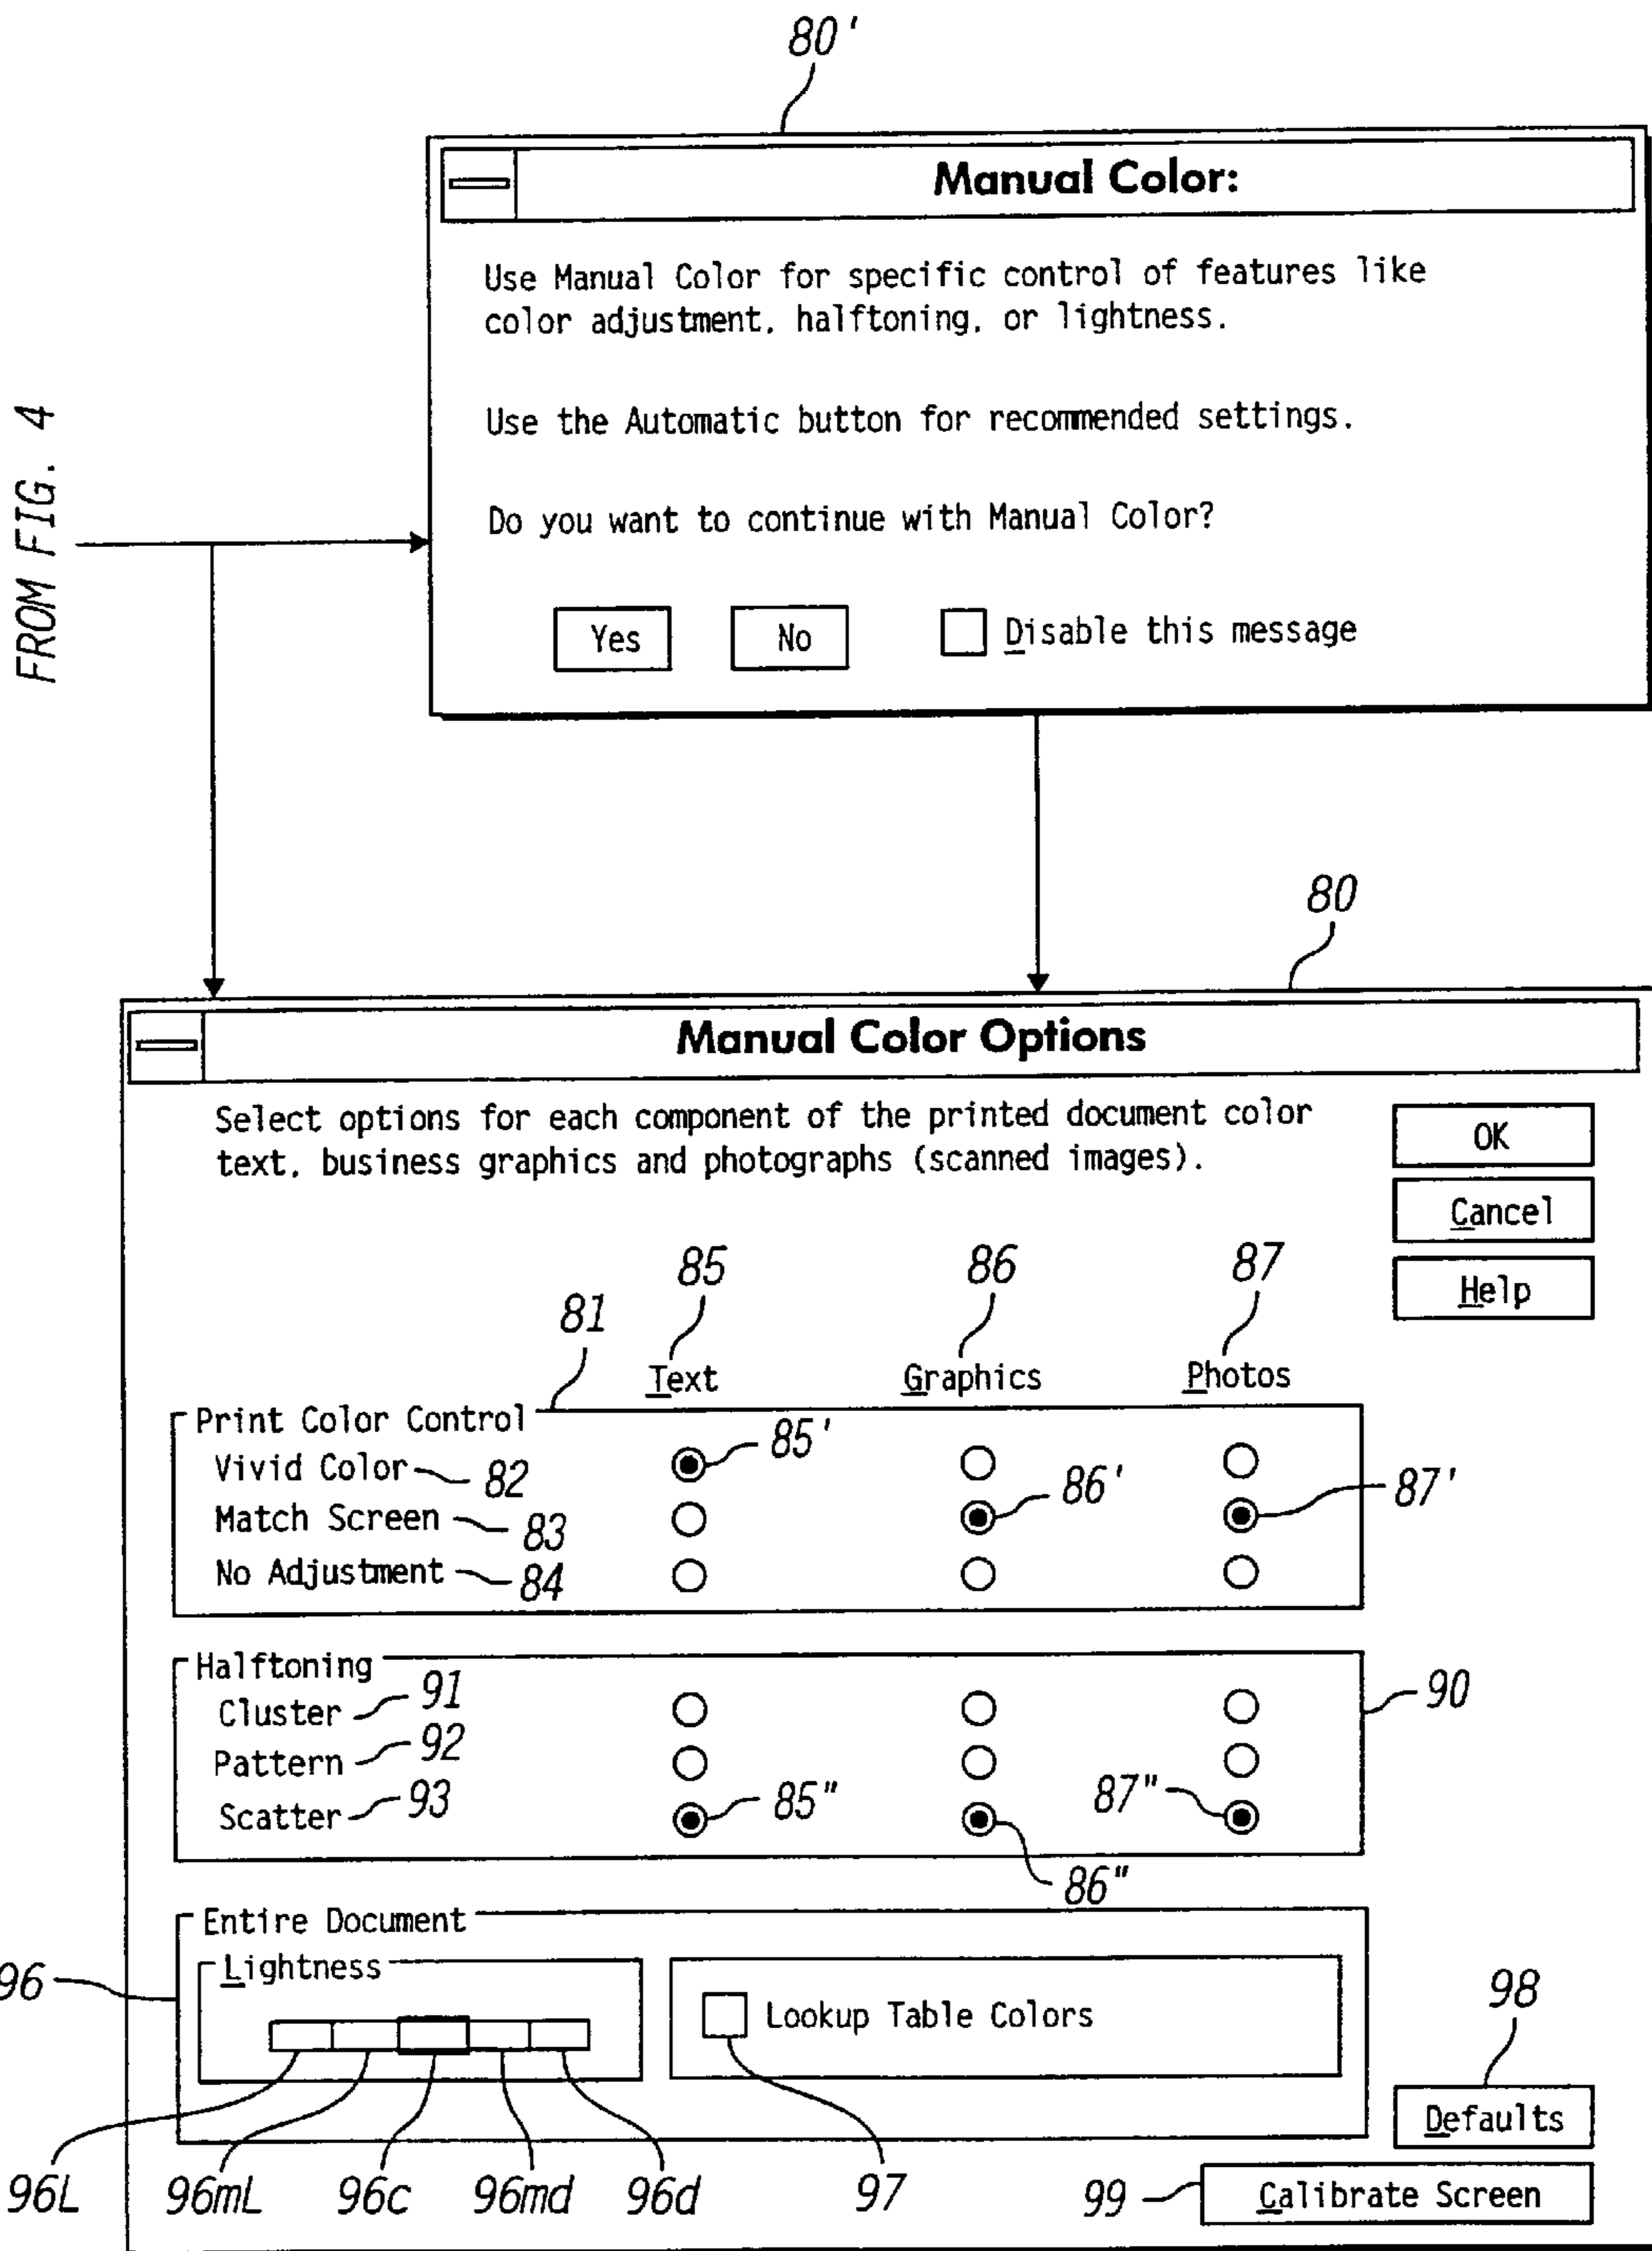 80'
Manual Color:
Use Manual Color for specific control of features like
color adjustment, halftoning, or lightness.
Use the Automatic button for recommended settings.
Do you want to continue with Manual Color?
Yes No Disable this message
FROM FIG. 4
80
Manual Color Options
Select options for each component of the printed document color
text, business graphics and photographs (scanned images).
OK
Cancel
Help
85 86 87
81
Text Graphics Photos
Print Color Control
Vivid Color 82 85'
Match Screen 83 86' 87'
No Adjustment 84
Halftoning
Cluster 91 90
Pattern 92
Scatter 93 85" 86" 87"
Entire Document
96 Lightness
Lookup Table Colors
98
Defaults
96L 96mL 96c 96md 96d 97
99 Calibrate Screen